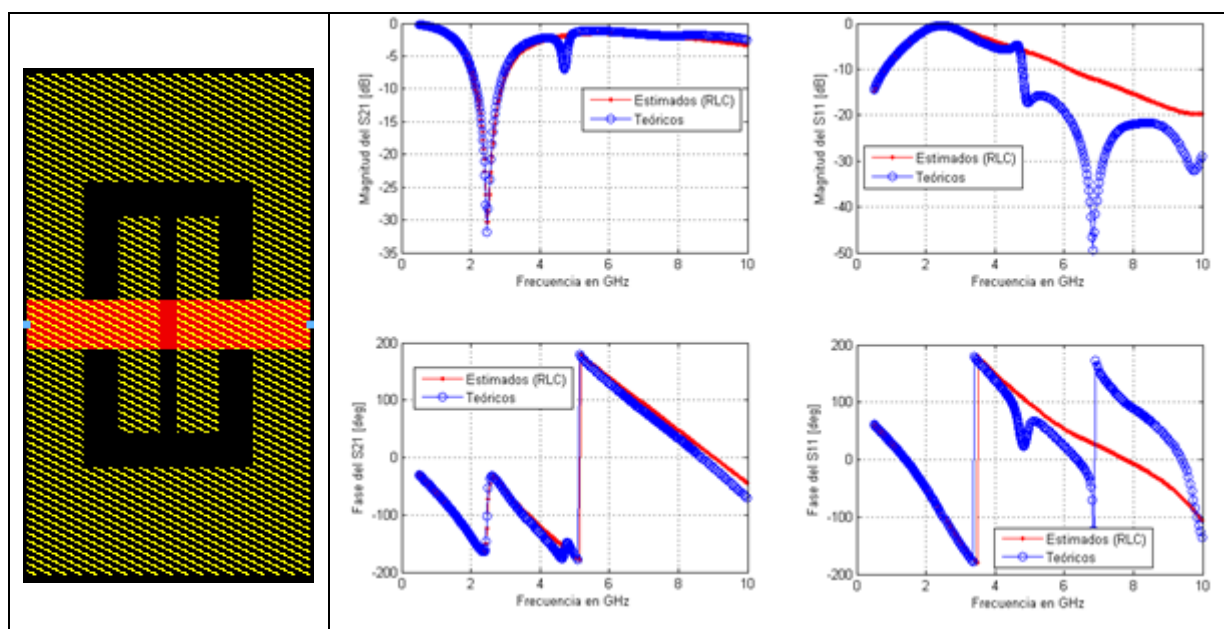 Magnitud del S21 [dB]
0
-5
-10
-15
-20
-25
-30
-35
Estimados (RLC)
Teóricos
0 2 4 6 8 10
Frecuencia en GHz
Magnitud del S11 [dB]
0
-10
-20
-30
-40
-50
Estimados (RLC)
Teóricos
0 2 4 6 8 10
Frecuencia en GHz
Fase del S21 [deg]
200
100
0
-100
-200
Estimados (RLC)
Teóricos
0 2 4 6 8 10
Frecuencia en GHz
Fase del S11 [deg]
200
100
0
-100
-200
Estimados (RLC)
Teóricos
0 2 4 6 8 10
Frecuencia en GHz